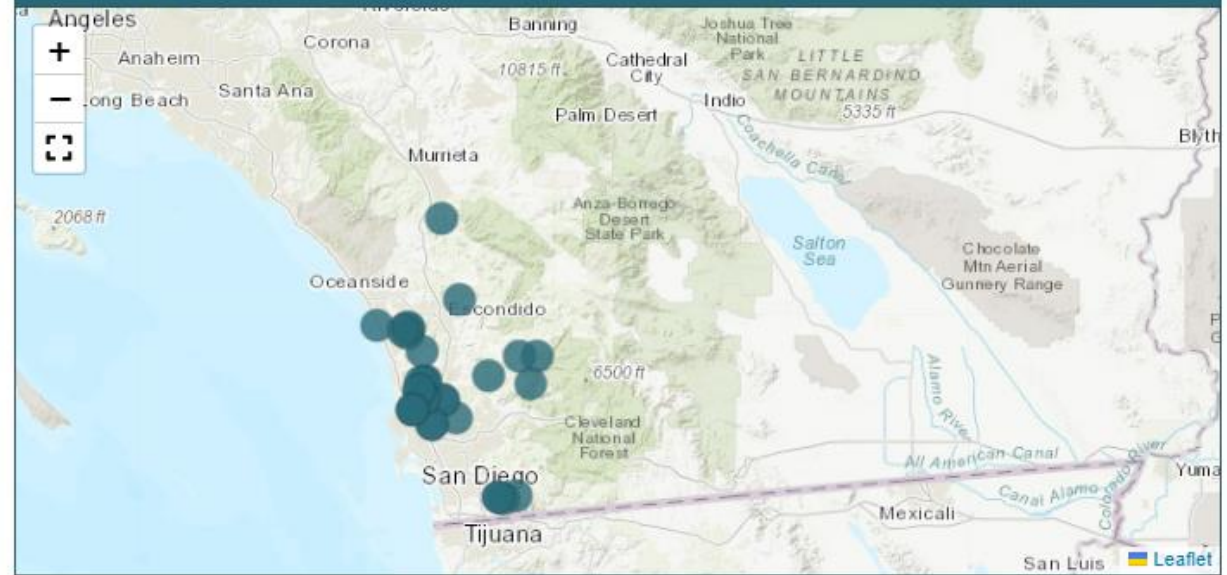 Angeles
Banning
Joshua Tree
National
Park
+
Corona
Anaheim
Cathedral
City
LITTLE
SAN BERNARDINO
MOUNTAINS
10815 ft
−
Long Beach
Santa Ana
Indio
5335 ft
Palm Desert
Coachella Canal
Murrieta
2068 ft
Anza-Borrego
Desert
State Park
Salton
Sea
Chocolate
Mtn Aerial
Gunnery Range
Oceanside
Escondido
6500 ft
Alamo River
Cleveland
National
Forest
All American Canal
Colorado River
San Diego
Yuma
Canal Alamo
Mexicali
Tijuana
San Luis
Leaflet